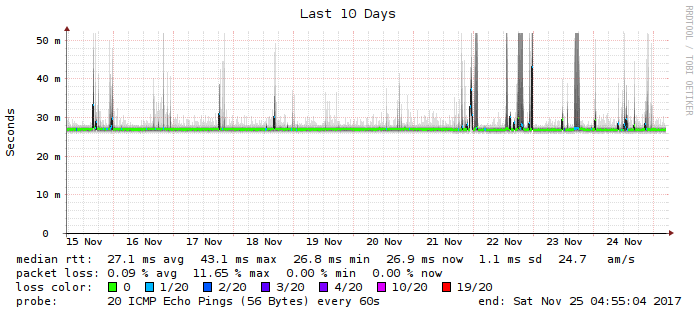 Last 10 Days
RRDTOOL / TOBI OETIKER
Seconds
50 m
40 m
30 m
20 m
10 m
0
15 Nov 16 Nov 17 Nov 18 Nov 19 Nov 20 Nov 21 Nov 22 Nov 23 Nov 24 Nov
median rtt: 27.1 ms avg 43.1 ms max 26.8 ms min 26.9 ms now 1.1 ms sd 24.7 am/s
packet loss: 0.09 % avg 11.65 % max 0.00 % min 0.00 % now
loss color: 0 1/20 2/20 3/20 4/20 10/20 19/20
probe: 20 ICMP Echo Pings (56 Bytes) every 60s end: Sat Nov 25 04:55:04 2017